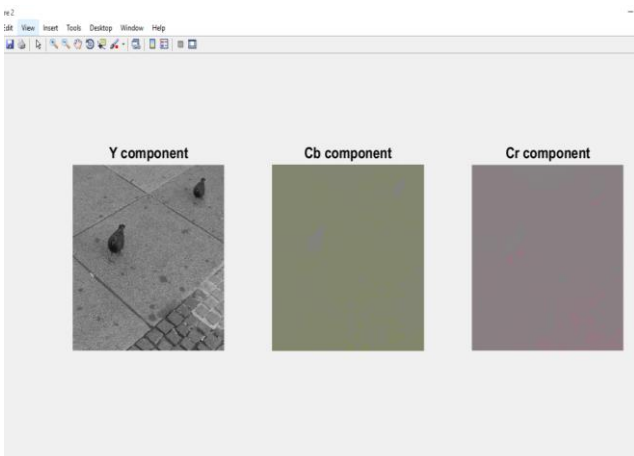 re 2
Edit View Insert Tools Desktop Window Help
Y component
Cb component
Cr component